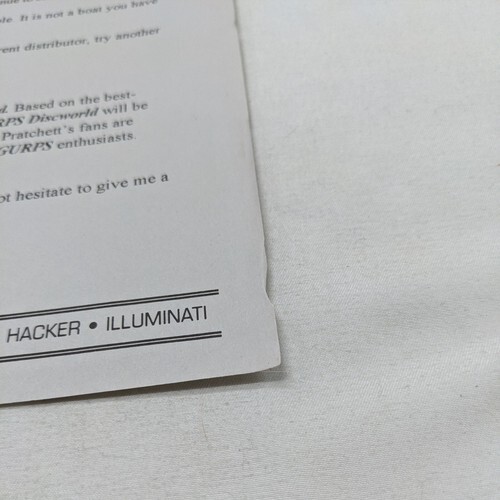 ple. It is not a boat you have
rent distributor, try another
d. Based on the best-
RPS Discworld will be
Pratchett's fans are
GURPS enthusiasts.
ot hesitate to give me a
HACKER • ILLUMINATI